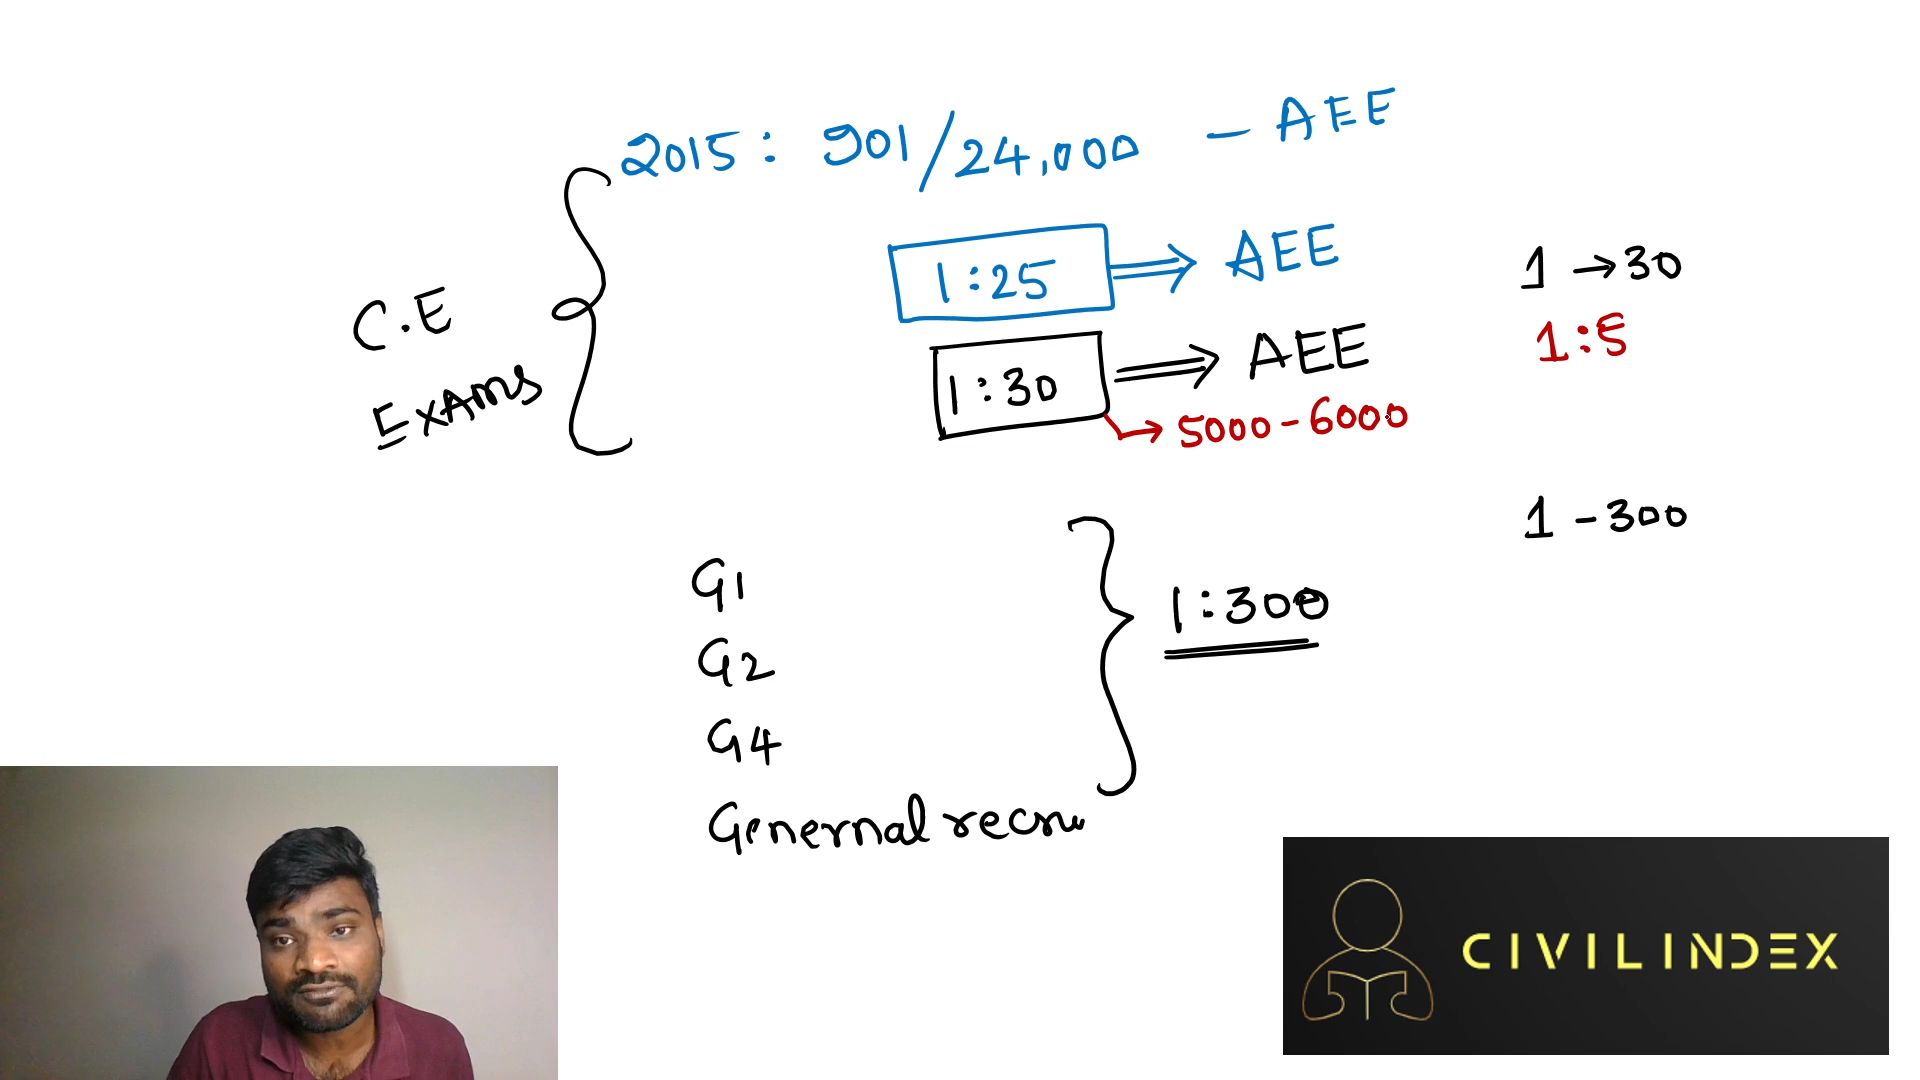 2015: 901/24,000 - AEE
1:25 ⇒ AEE
1 → 30
C.E
EXAMS
1:30 ⇒ AEE
1:5
→ 5000-6000
1 - 300
G1
G2
G4
1:300
Genernal recru
CIVILINDEX